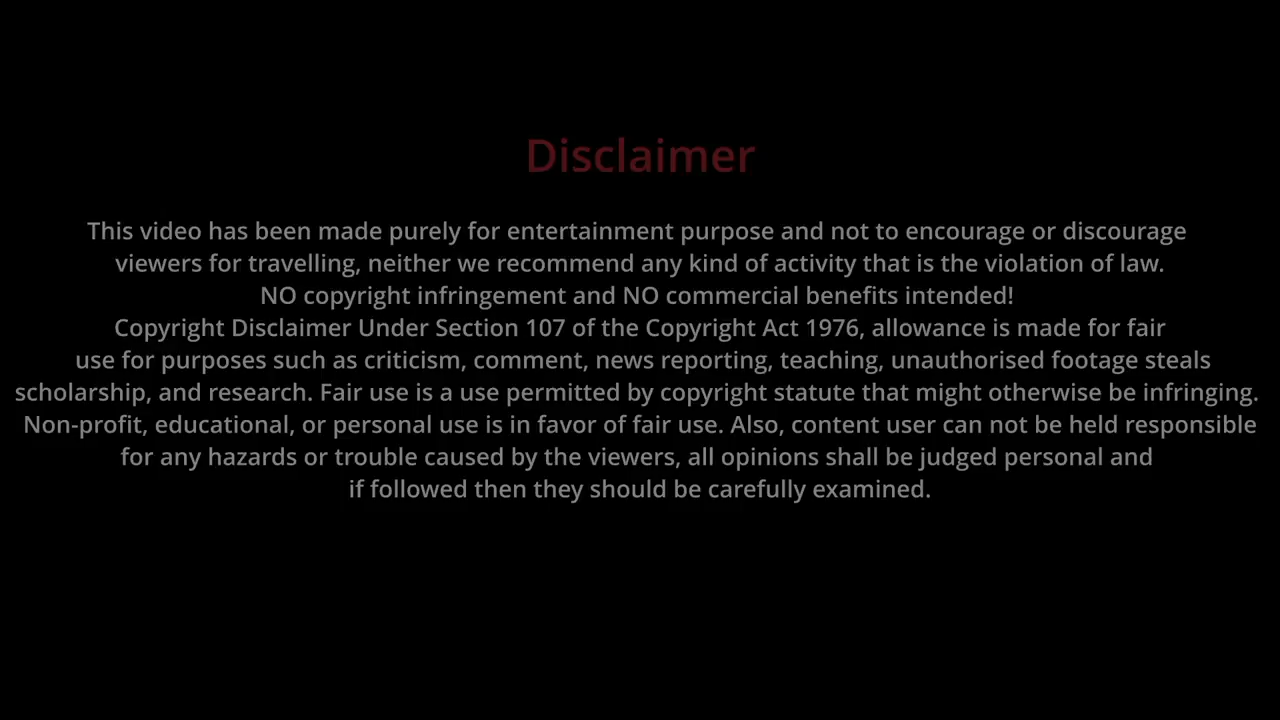 Disclaimer
This video has been made purely for entertainment purpose and not to encourage or discourage
viewers for travelling, neither we recommend any kind of activity that is the violation of law.
NO copyright infringement and NO commercial benefits intended!
Copyright Disclaimer Under Section 107 of the Copyright Act 1976, allowance is made for fair
use for purposes such as criticism, comment, news reporting, teaching, unauthorised footage steals
scholarship, and research. Fair use is a use permitted by copyright statute that might otherwise be infringing.
Non-profit, educational, or personal use is in favor of fair use. Also, content user can not be held responsible
for any hazards or trouble caused by the viewers, all opinions shall be judged personal and
if followed then they should be carefully examined.